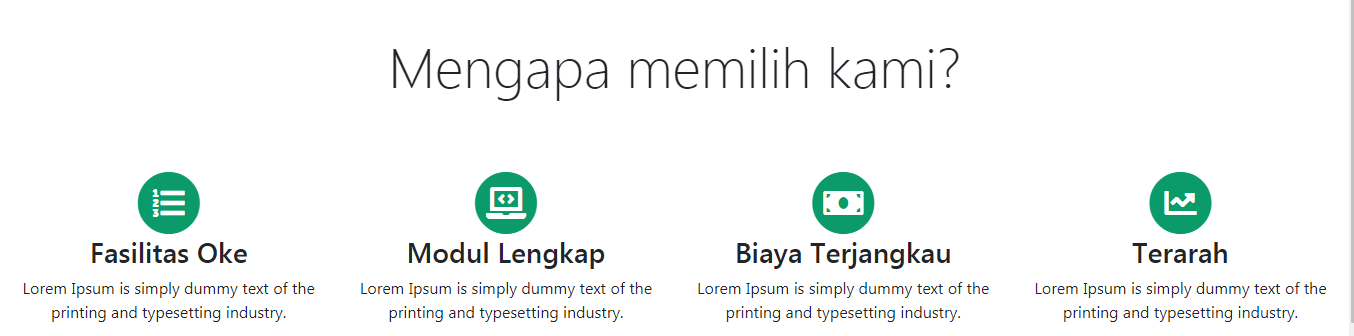 Mengapa memilih kami?
Fasilitas Oke
Lorem Ipsum is simply dummy text of the
printing and typesetting industry.
Modul Lengkap
Lorem Ipsum is simply dummy text of the
printing and typesetting industry.
Biaya Terjangkau
Lorem Ipsum is simply dummy text of the
printing and typesetting industry.
Terarah
Lorem Ipsum is simply dummy text of the
printing and typesetting industry.